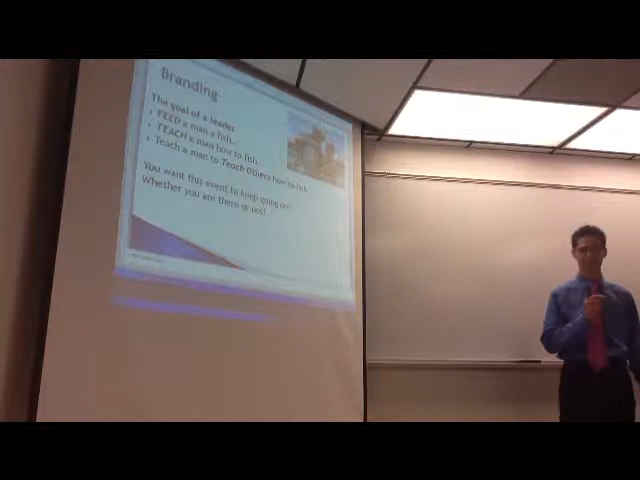 Branding
The goal of a leader
• FEED a man a fish...
• TEACH a man how to fish...
• Teach a man to Teach Others how to fish
You want this event to keep going on!
Whether you are there or not!